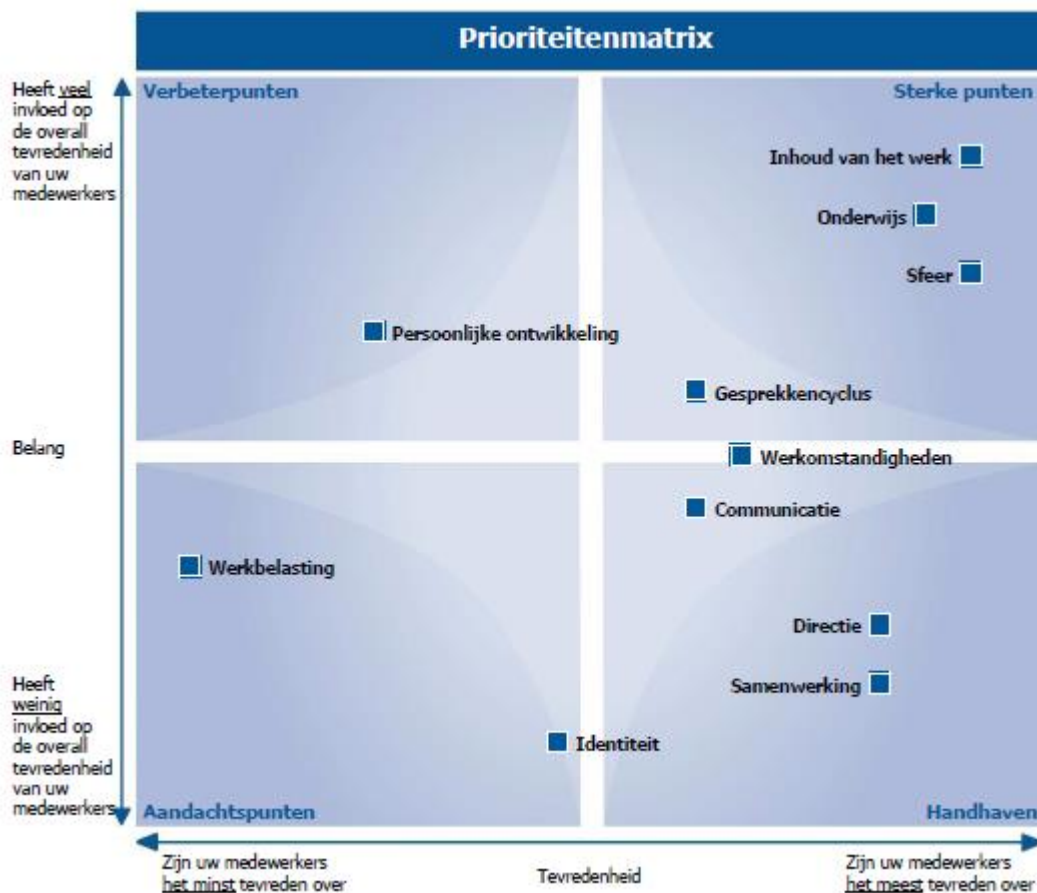 Prioriteitenmatrix
Heeft veel
invloed op
de overall
tevredenheid
van uw
medewerkers
Verbeterpunten
Sterke punten
Inhoud van het werk
Onderwijs
Sfeer
Persoonlijke ontwikkeling
Gesprekkencyclus
Belang
Werkomstandigheden
Communicatie
Werkbelasting
Directie
Samenwerking
Identiteit
Heeft
weinig
invloed op
de overall
tevredenheid
van uw
medewerkers
Aandachtspunten
Handhaven
Zijn uw medewerkers
het minst tevreden over
Tevredenheid
Zijn uw medewerkers
het meest tevreden over